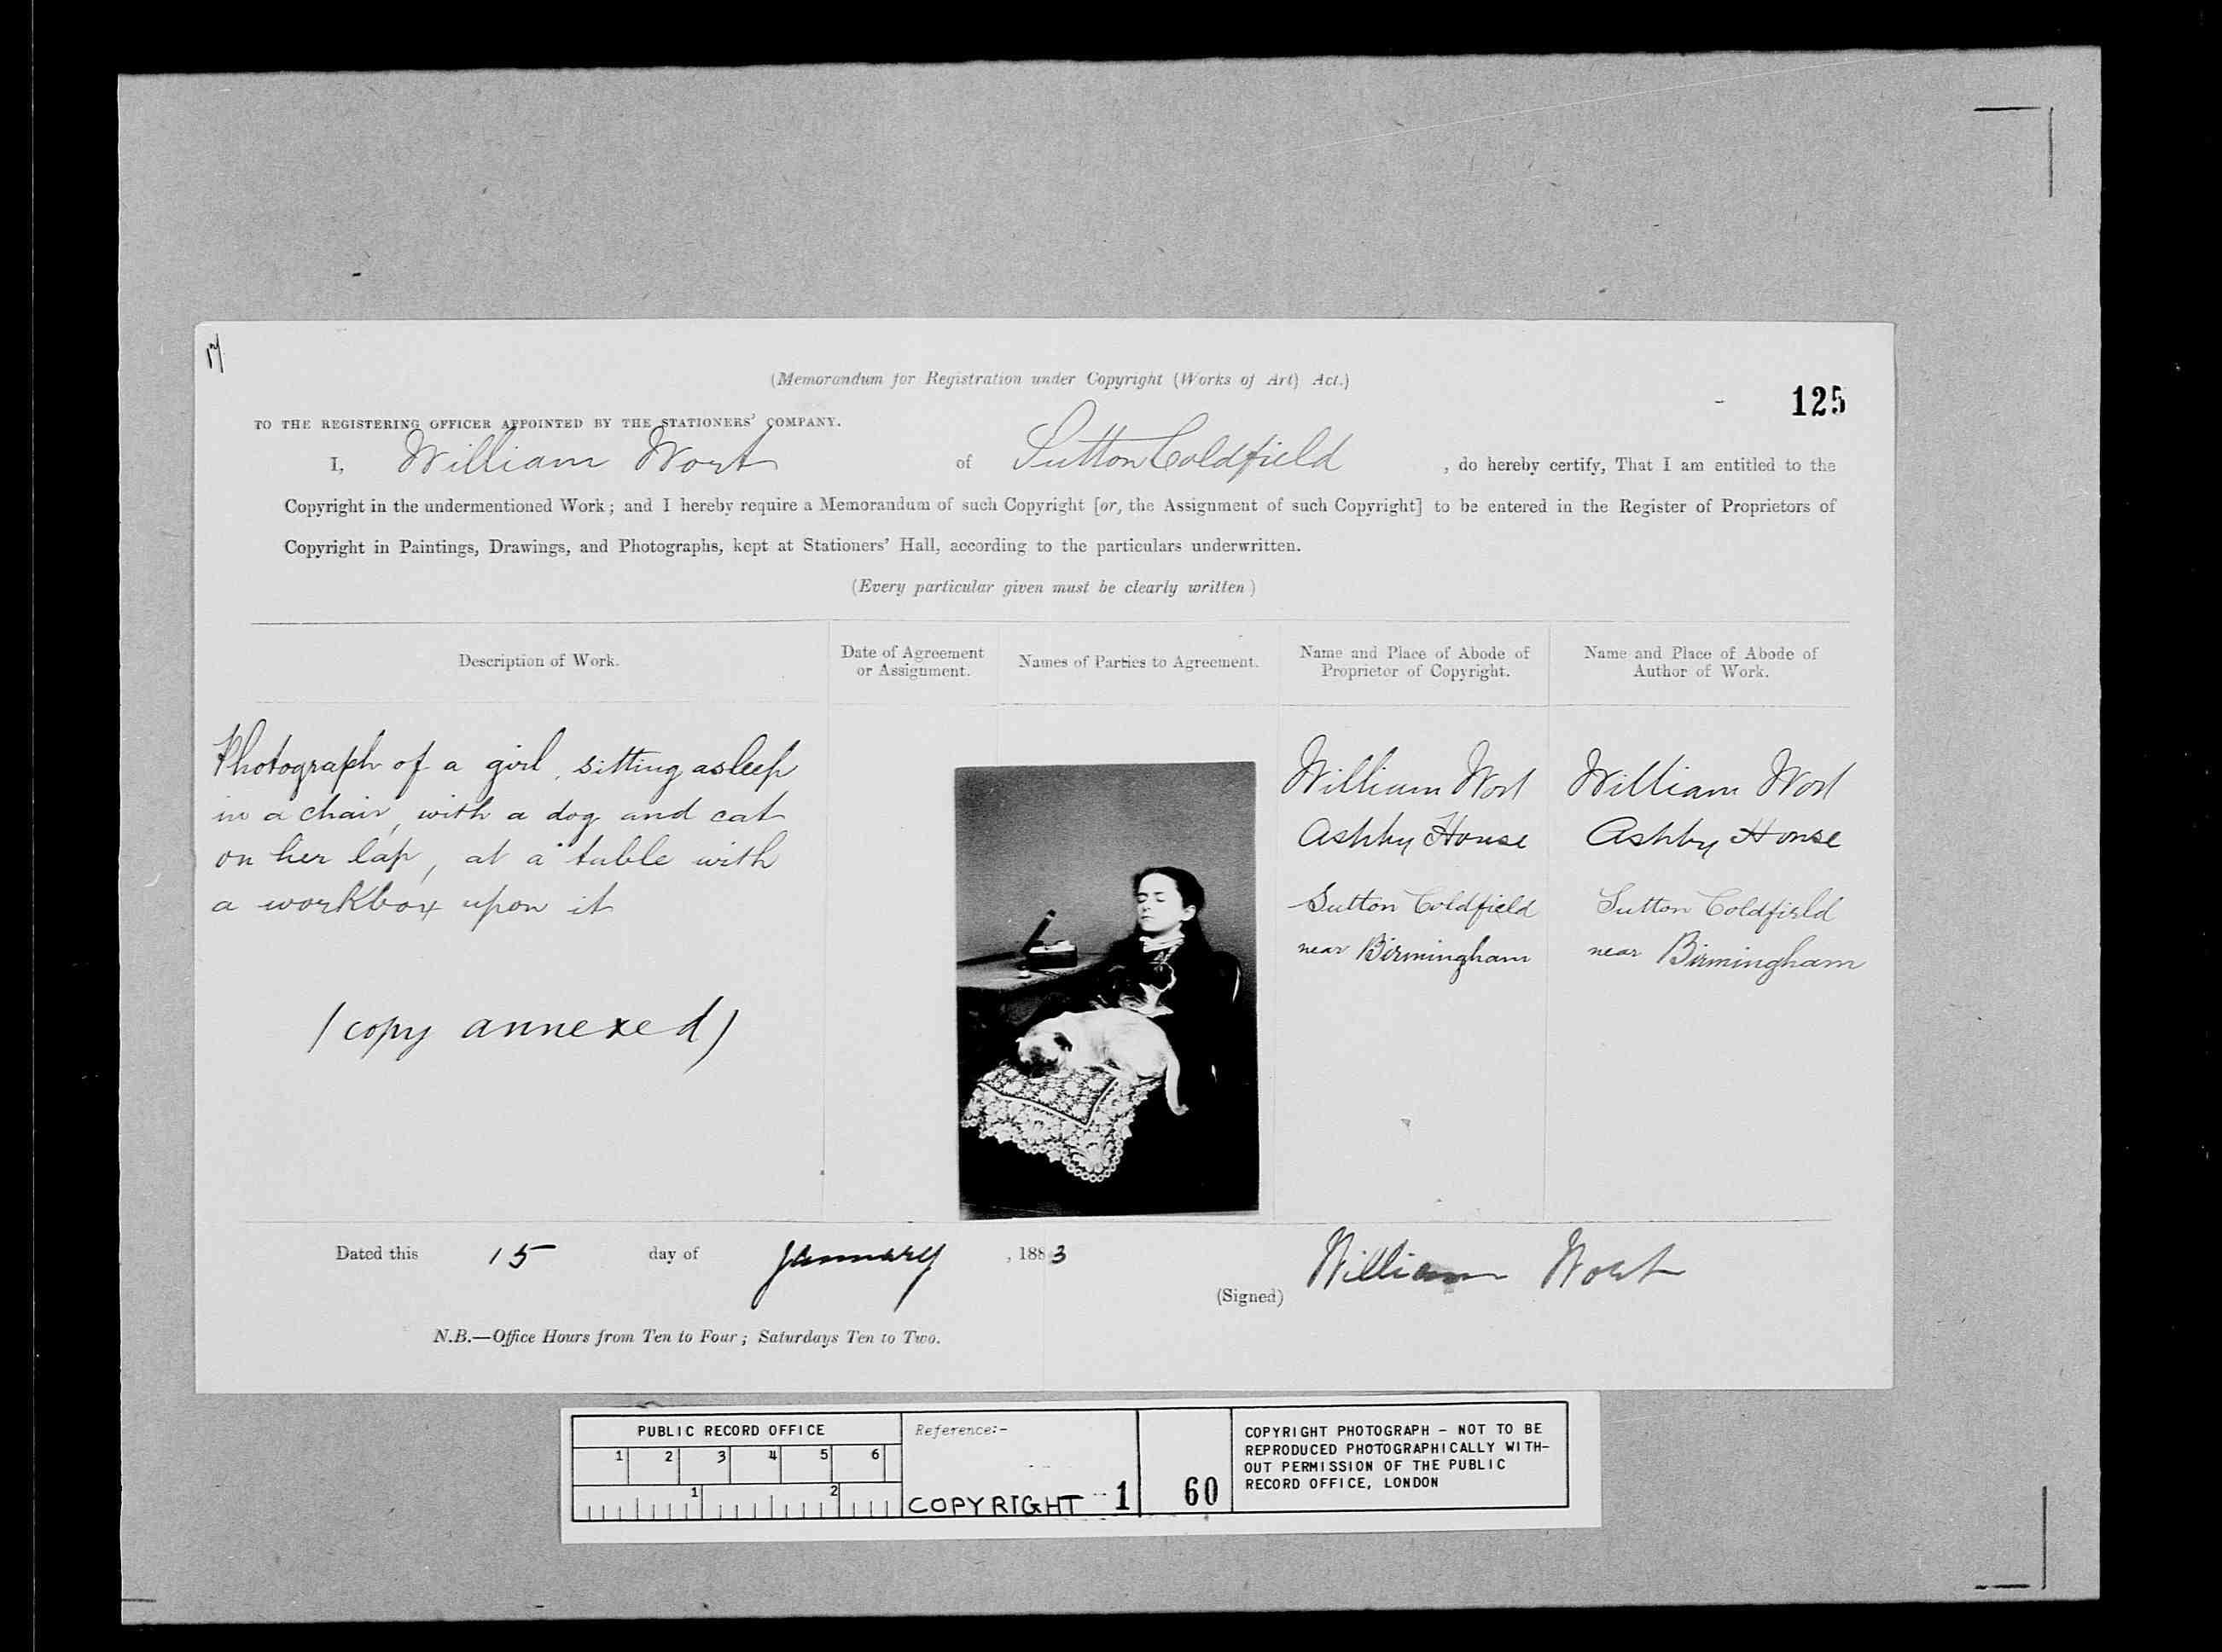 17
(Memorandum for Registration under Copyright (Works of Art) Act.)
125
TO THE REGISTERING OFFICER APPOINTED BY THE STATIONERS' COMPANY.
I, William Wort of Sutton Coldfield, do hereby certify, That I am entitled to the
Copyright in the undermentioned Work; and I hereby require a Memorandum of such Copyright [or, the Assignment of such Copyright] to be entered in the Register of Proprietors of
Copyright in Paintings, Drawings, and Photographs, kept at Stationers' Hall, according to the particulars underwritten.
(Every particular given must be clearly written)
Description of Work.
Photograph of a girl, sitting asleep
in a chair, with a dog and cat
on her lap, at a table with
a workbox upon it
(copy annexed)
Date of Agreement
or Assignment.
Names of Parties to Agreement.
Name and Place of Abode of
Proprietor of Copyright.
William Wort
Ashby House
Sutton Coldfield
near Birmingham
Name and Place of Abode of
Author of Work.
William Wort
Ashby House
Sutton Coldfield
near Birmingham
Dated this 15 day of January, 1883
(Signed) William Wort
N.B.—Office Hours from Ten to Four; Saturdays Ten to Two.
PUBLIC RECORD OFFICE
1 2 3 4 5 6
1 2
Reference:-
COPYRIGHT 1 60
COPYRIGHT PHOTOGRAPH - NOT TO BE
REPRODUCED PHOTOGRAPHICALLY WITH-
OUT PERMISSION OF THE PUBLIC
RECORD OFFICE, LONDON